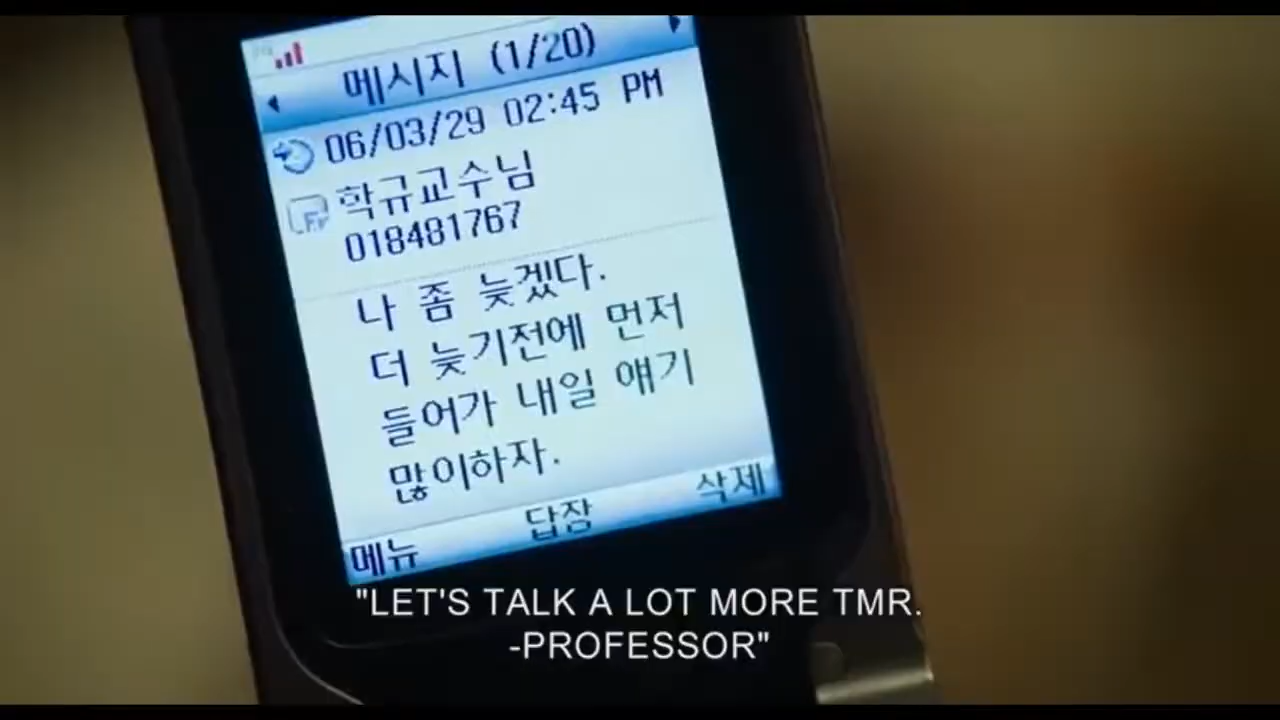 메시지 (1/20)
06/03/29 02:45 PM
학규교수님
018481767
나 좀 늦겠다.
더 늦기전에 먼저
들어가 내일 얘기
많이하자.
메뉴 답장 삭제
"LET'S TALK A LOT MORE TMR.
-PROFESSOR"